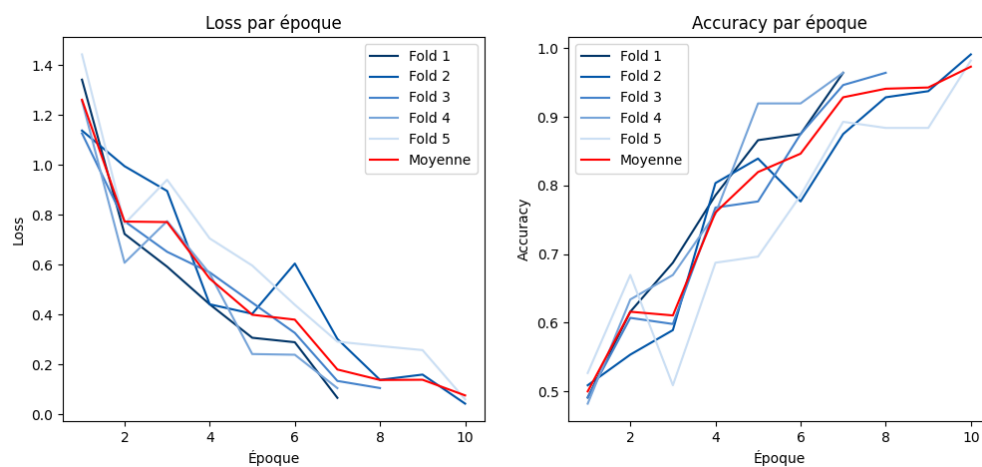 Loss par époque
1.4
1.2
1.0
0.8
0.6
0.4
0.2
0.0
Loss
2
4
6
8
10
Époque
Fold 1
Fold 2
Fold 3
Fold 4
Fold 5
Moyenne
Accuracy par époque
1.0
0.9
0.8
0.7
0.6
0.5
Accuracy
2
4
6
8
10
Époque
Fold 1
Fold 2
Fold 3
Fold 4
Fold 5
Moyenne